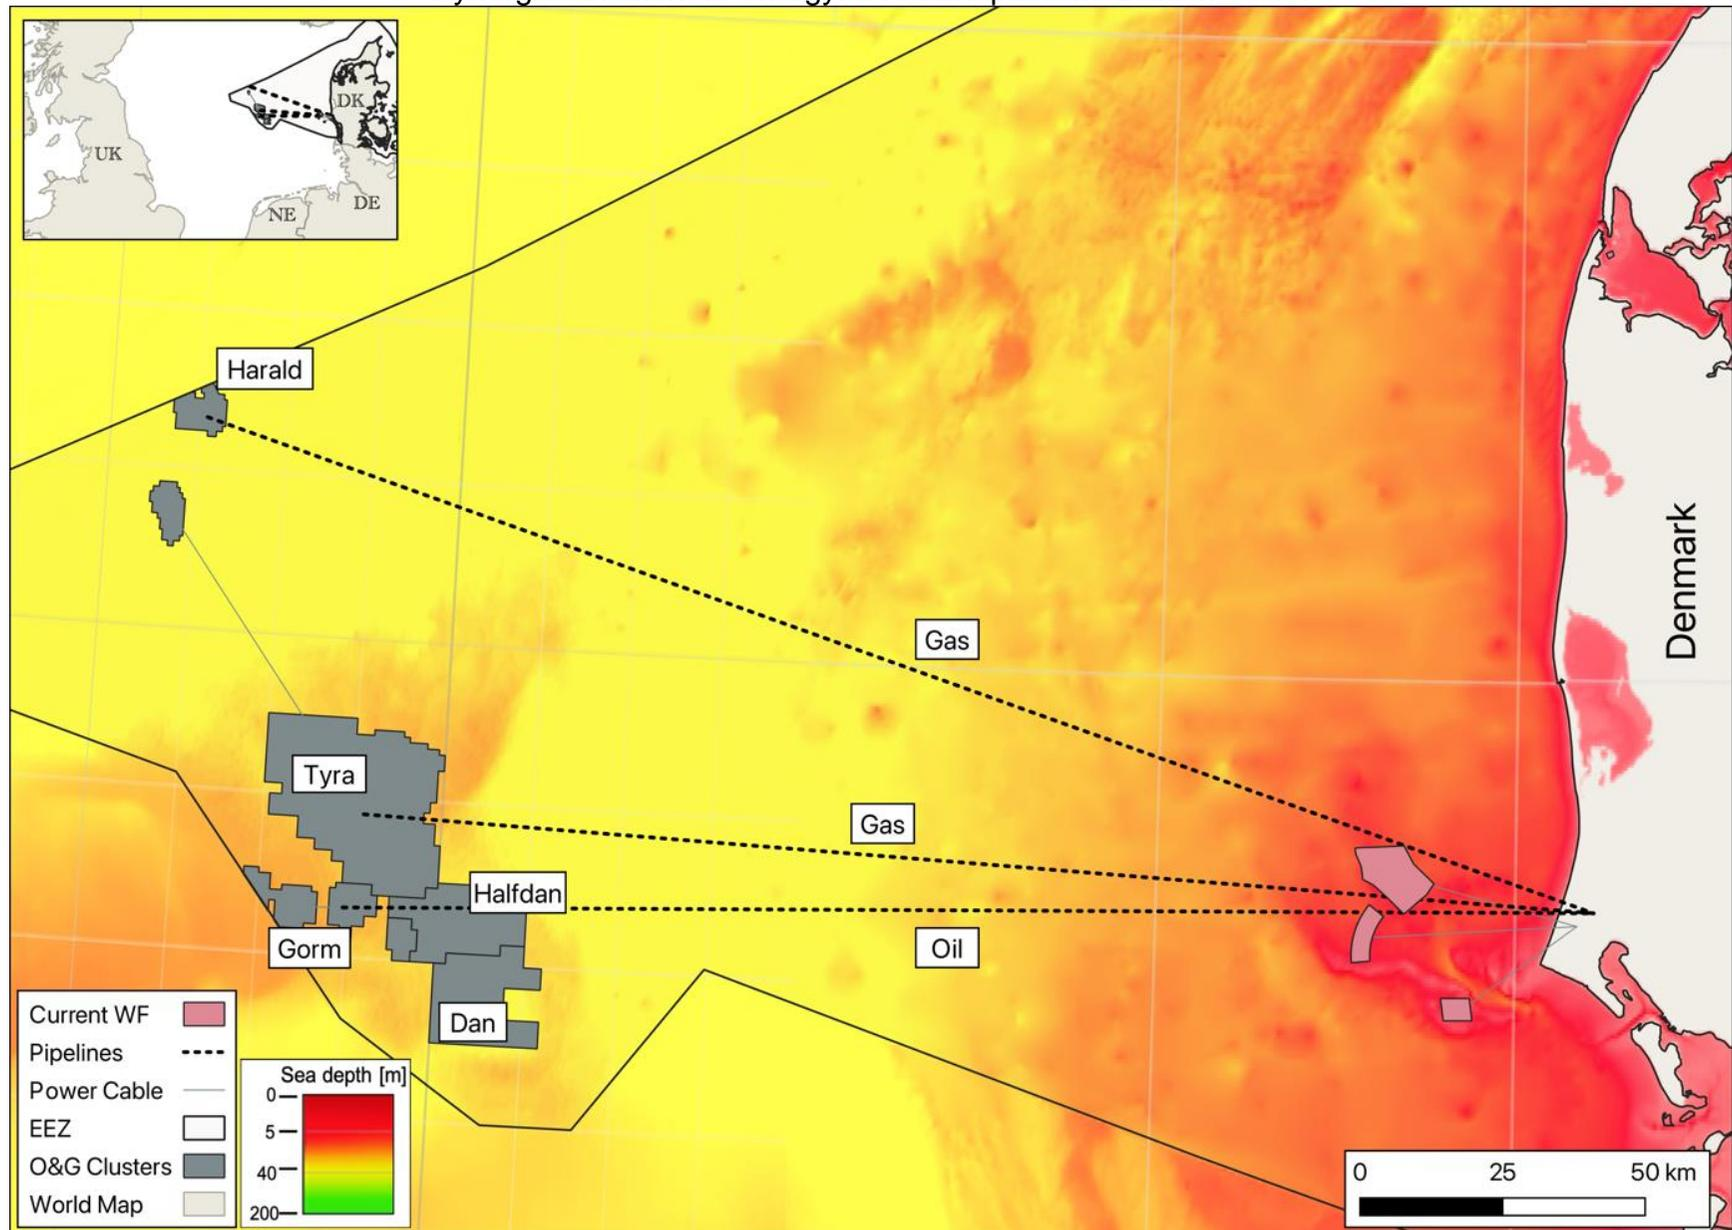 DK
UK
NE
DE
Harald
Gas
Denmark
Tyra
Gas
Halfdan
Gorm
Oil
Dan
Current WF
Pipelines
Power Cable
EEZ
O&G Clusters
World Map
Sea depth [m]
0
5
40
200
0 25 50 km